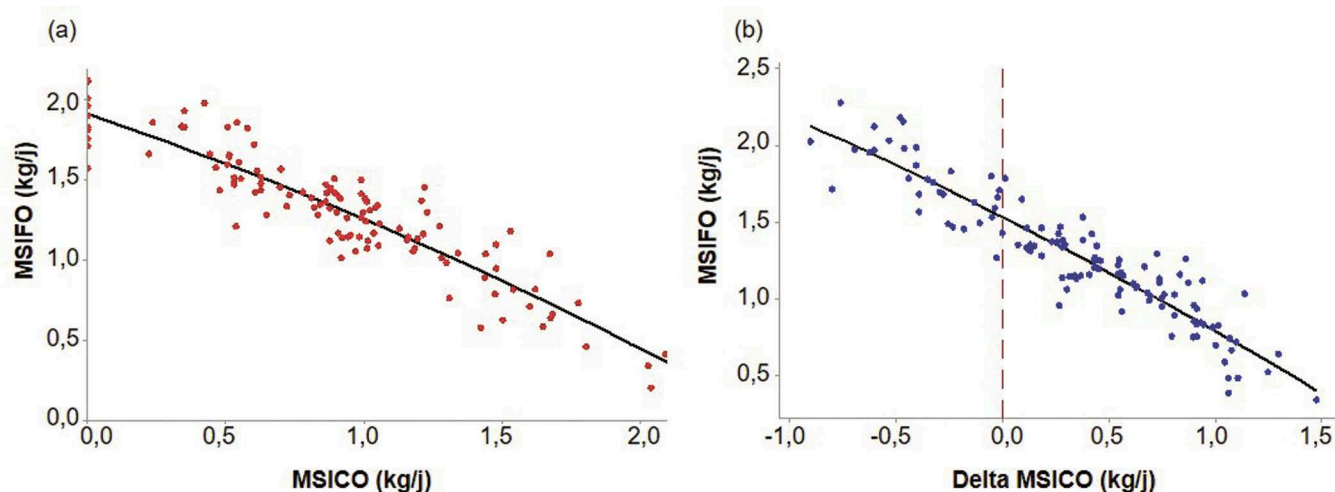 (a)
MSIFO (kg/j)
2,0
1,5
1,0
0,5
0,0
0,0 0,5 1,0 1,5 2,0
MSICO (kg/j)
(b)
MSIFO (kg/j)
2,5
2,0
1,5
1,0
0,5
-1,0 -0,5 0,0 0,5 1,0 1,5
Delta MSICO (kg/j)